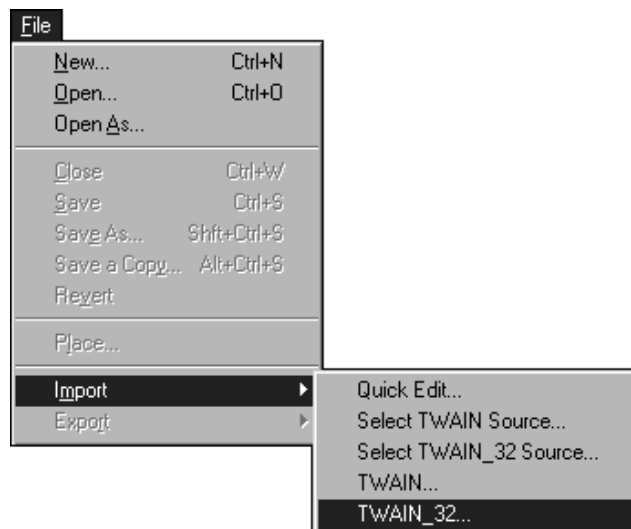 File
New... Ctrl+N
Open... Ctrl+O
Open As...
Close Ctrl+W
Save Ctrl+S
Save As... Shft+Ctrl+S
Save a Copy... Alt+Ctrl+S
Revert
Place...
Import
Export
Quick Edit...
Select TWAIN Source...
Select TWAIN_32 Source...
TWAIN...
TWAIN_32...